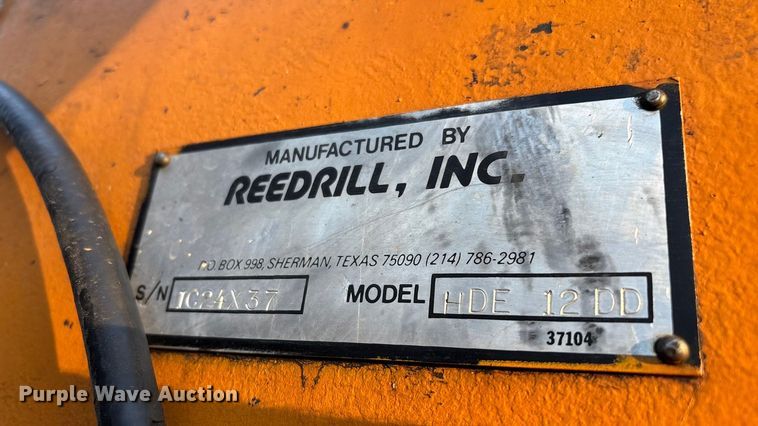 MANUFACTURED BY
REEDRILL, INC.
P.O. BOX 998, SHERMAN, TEXAS 75090 (214) 786-2981
S/N IC24X37 MODEL HDE 12 DD
37104
Purple Wave Auction